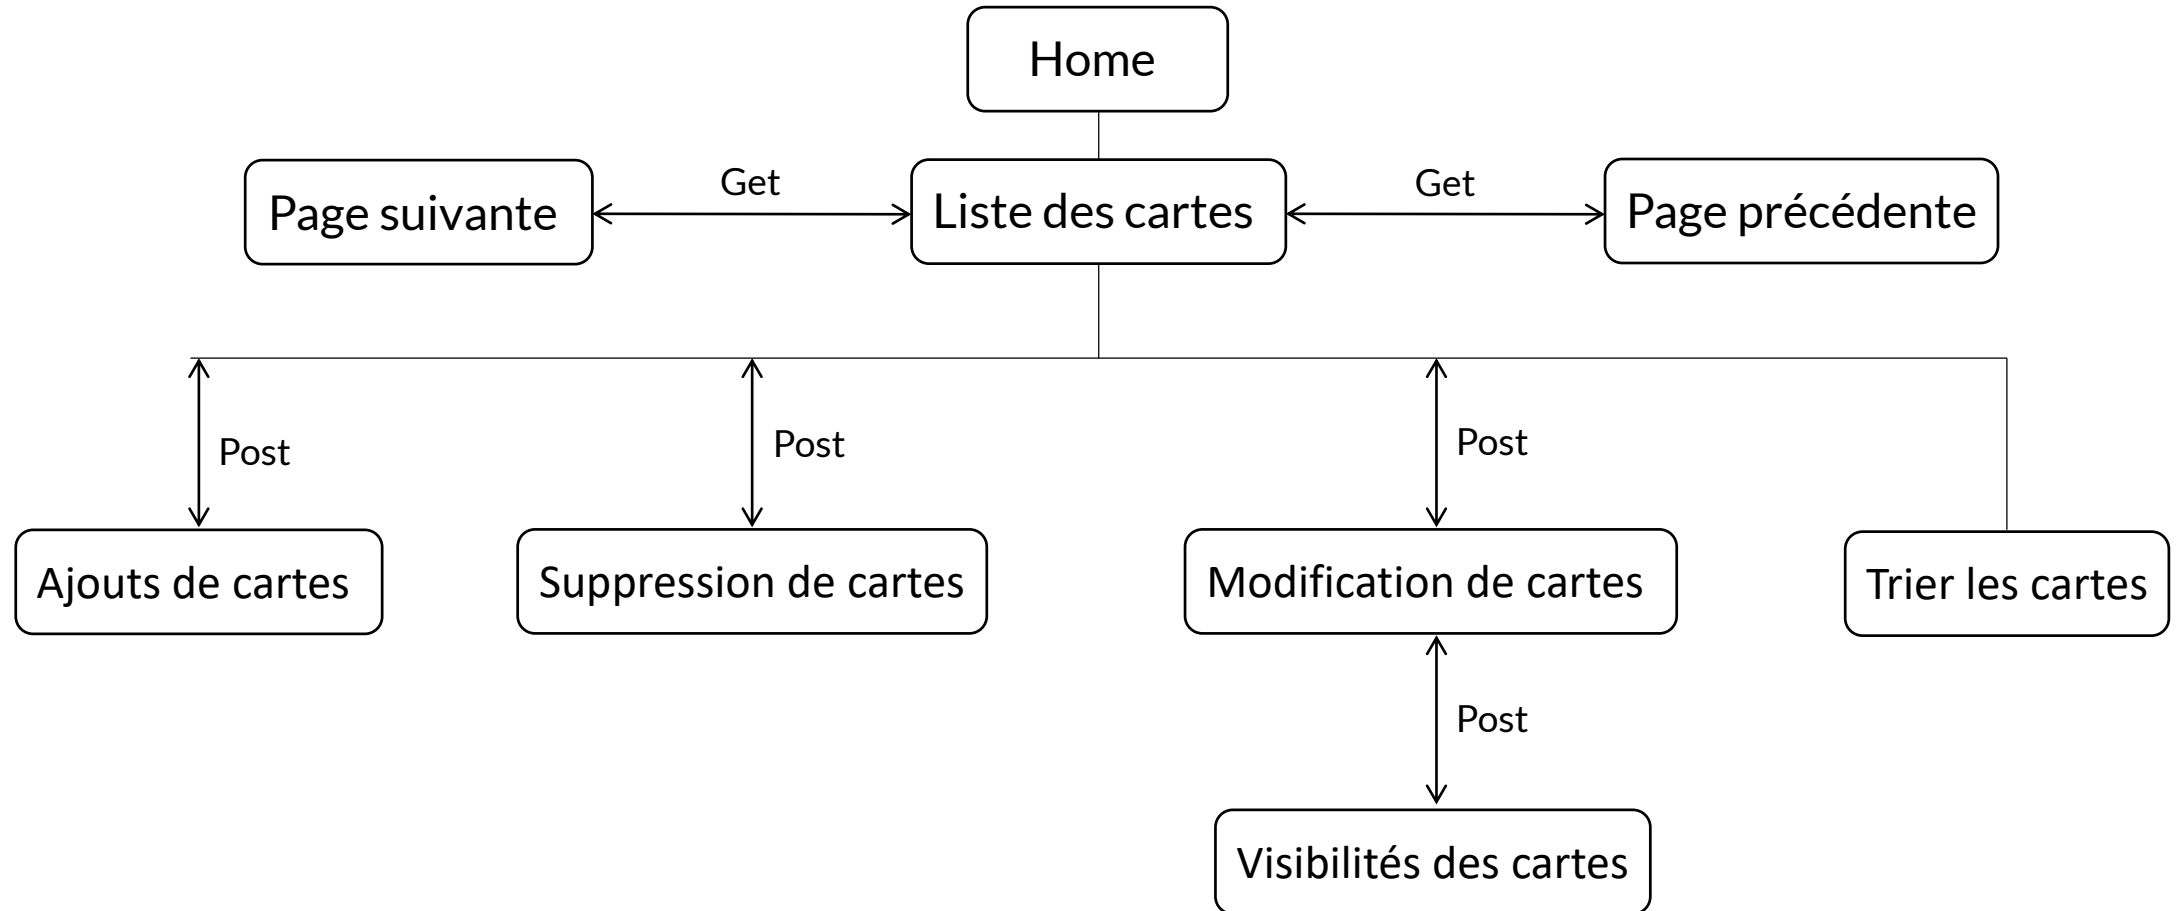 Home
Get
Get
Page suivante
Liste des cartes
Page précédente
Post
Post
Post
Ajouts de cartes
Suppression de cartes
Modification de cartes
Trier les cartes
Post
Visibilités des cartes